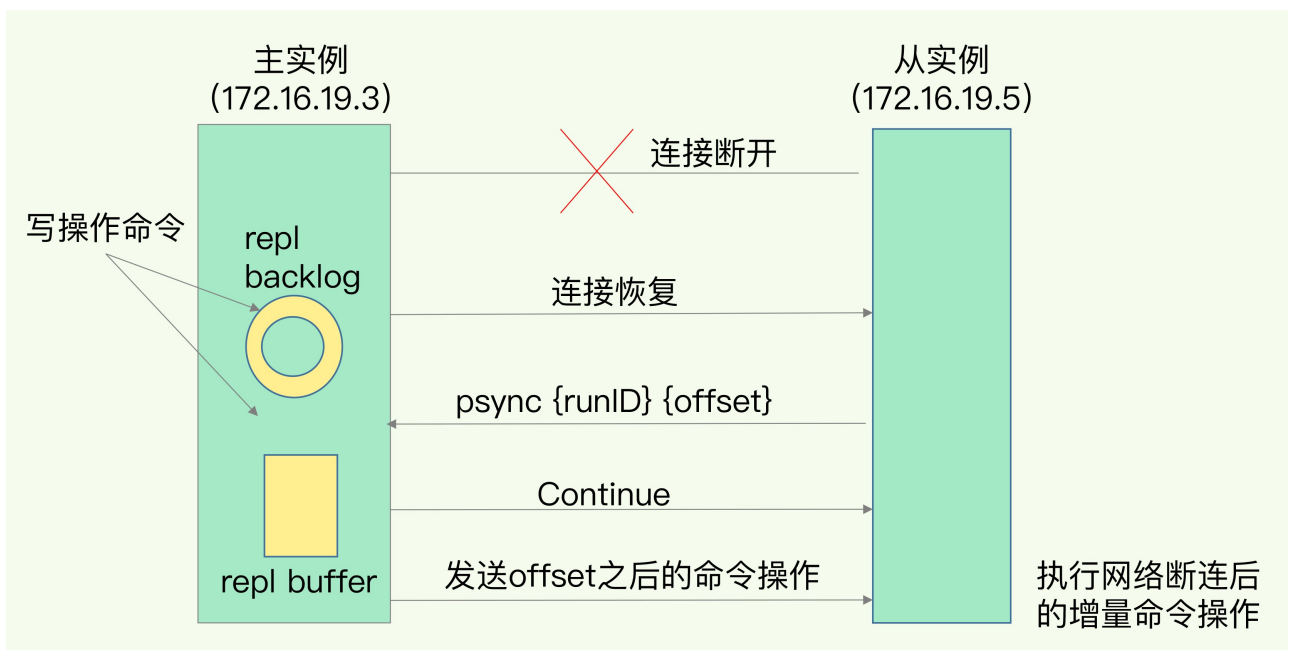 主实例
(172.16.19.3)
从实例
(172.16.19.5)
连接断开
写操作命令
repl
backlog
连接恢复
psync {runID} {offset}
Continue
repl buffer
发送offset之后的命令操作
执行网络断连后
的增量命令操作